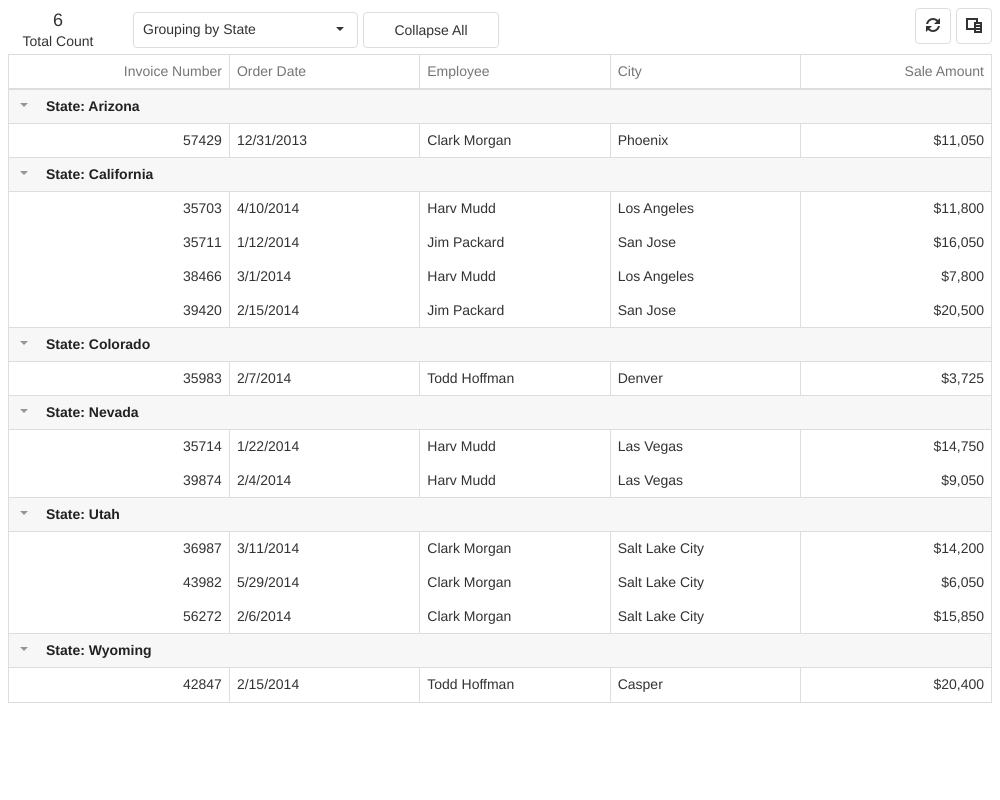 6
Total Count
Grouping by State
Collapse All
Invoice Number Order Date Employee City Sale Amount
State: Arizona
57429 12/31/2013 Clark Morgan Phoenix $11,050
State: California
35703 4/10/2014 Harv Mudd Los Angeles $11,800
35711 1/12/2014 Jim Packard San Jose $16,050
38466 3/1/2014 Harv Mudd Los Angeles $7,800
39420 2/15/2014 Jim Packard San Jose $20,500
State: Colorado
35983 2/7/2014 Todd Hoffman Denver $3,725
State: Nevada
35714 1/22/2014 Harv Mudd Las Vegas $14,750
39874 2/4/2014 Harv Mudd Las Vegas $9,050
State: Utah
36987 3/11/2014 Clark Morgan Salt Lake City $14,200
43982 5/29/2014 Clark Morgan Salt Lake City $6,050
56272 2/6/2014 Clark Morgan Salt Lake City $15,850
State: Wyoming
42847 2/15/2014 Todd Hoffman Casper $20,400